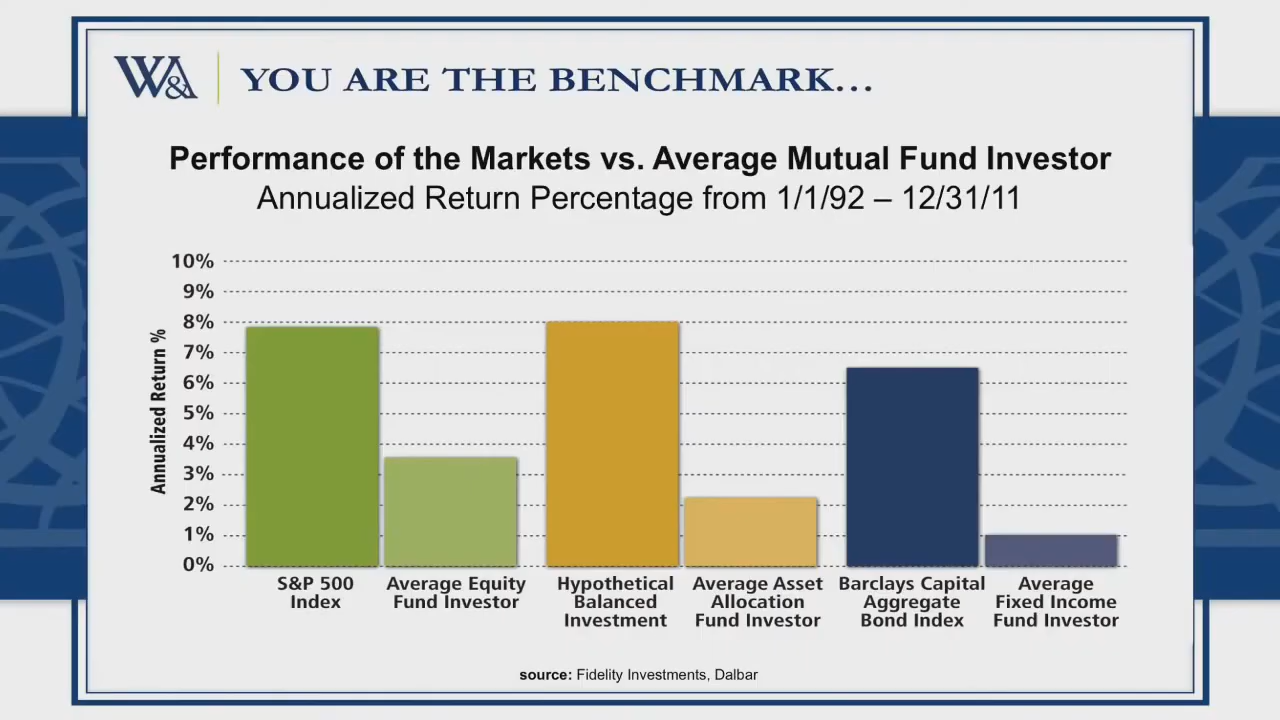 W&A
YOU ARE THE BENCHMARK...
Performance of the Markets vs. Average Mutual Fund Investor
Annualized Return Percentage from 1/1/92 – 12/31/11
Annualized Return %
10%
9%
8%
7%
6%
5%
4%
3%
2%
1%
0%
S&P 500
Index
Average Equity
Fund Investor
Hypothetical
Balanced
Investment
Average Asset
Allocation
Fund Investor
Barclays Capital
Aggregate
Bond Index
Average
Fixed Income
Fund Investor
source: Fidelity Investments, Dalbar